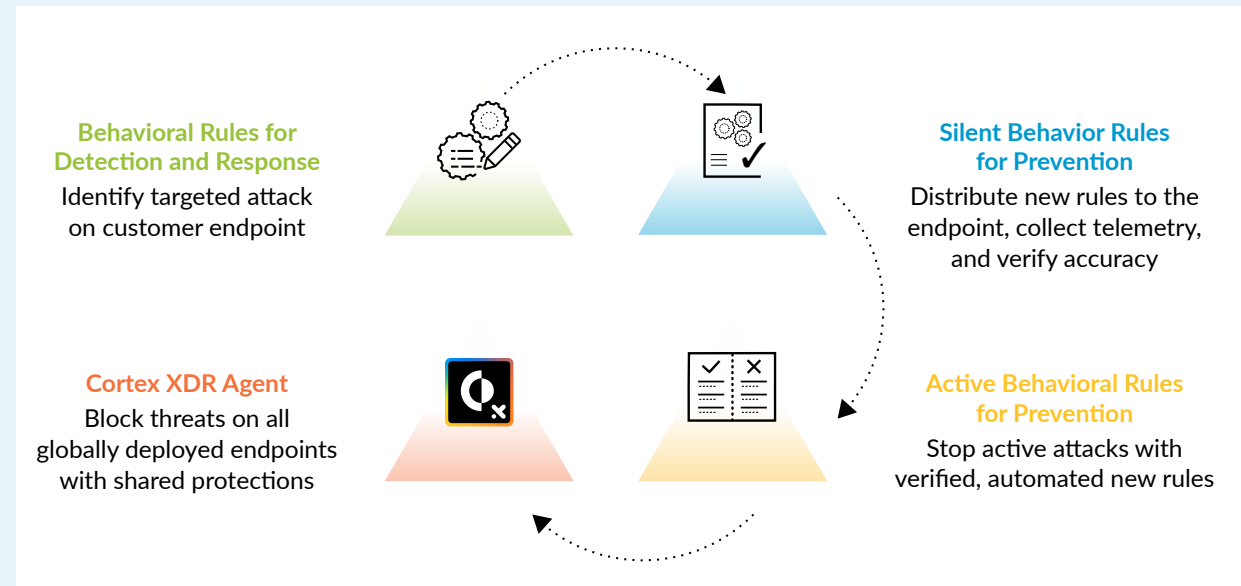 Behavioral Rules for
Detection and Response
Identify targeted attack
on customer endpoint
Silent Behavior Rules
for Prevention
Distribute new rules to the
endpoint, collect telemetry,
and verify accuracy
Cortex XDR Agent
Block threats on all
globally deployed endpoints
with shared protections
Active Behavioral Rules
for Prevention
Stop active attacks with
verified, automated new rules